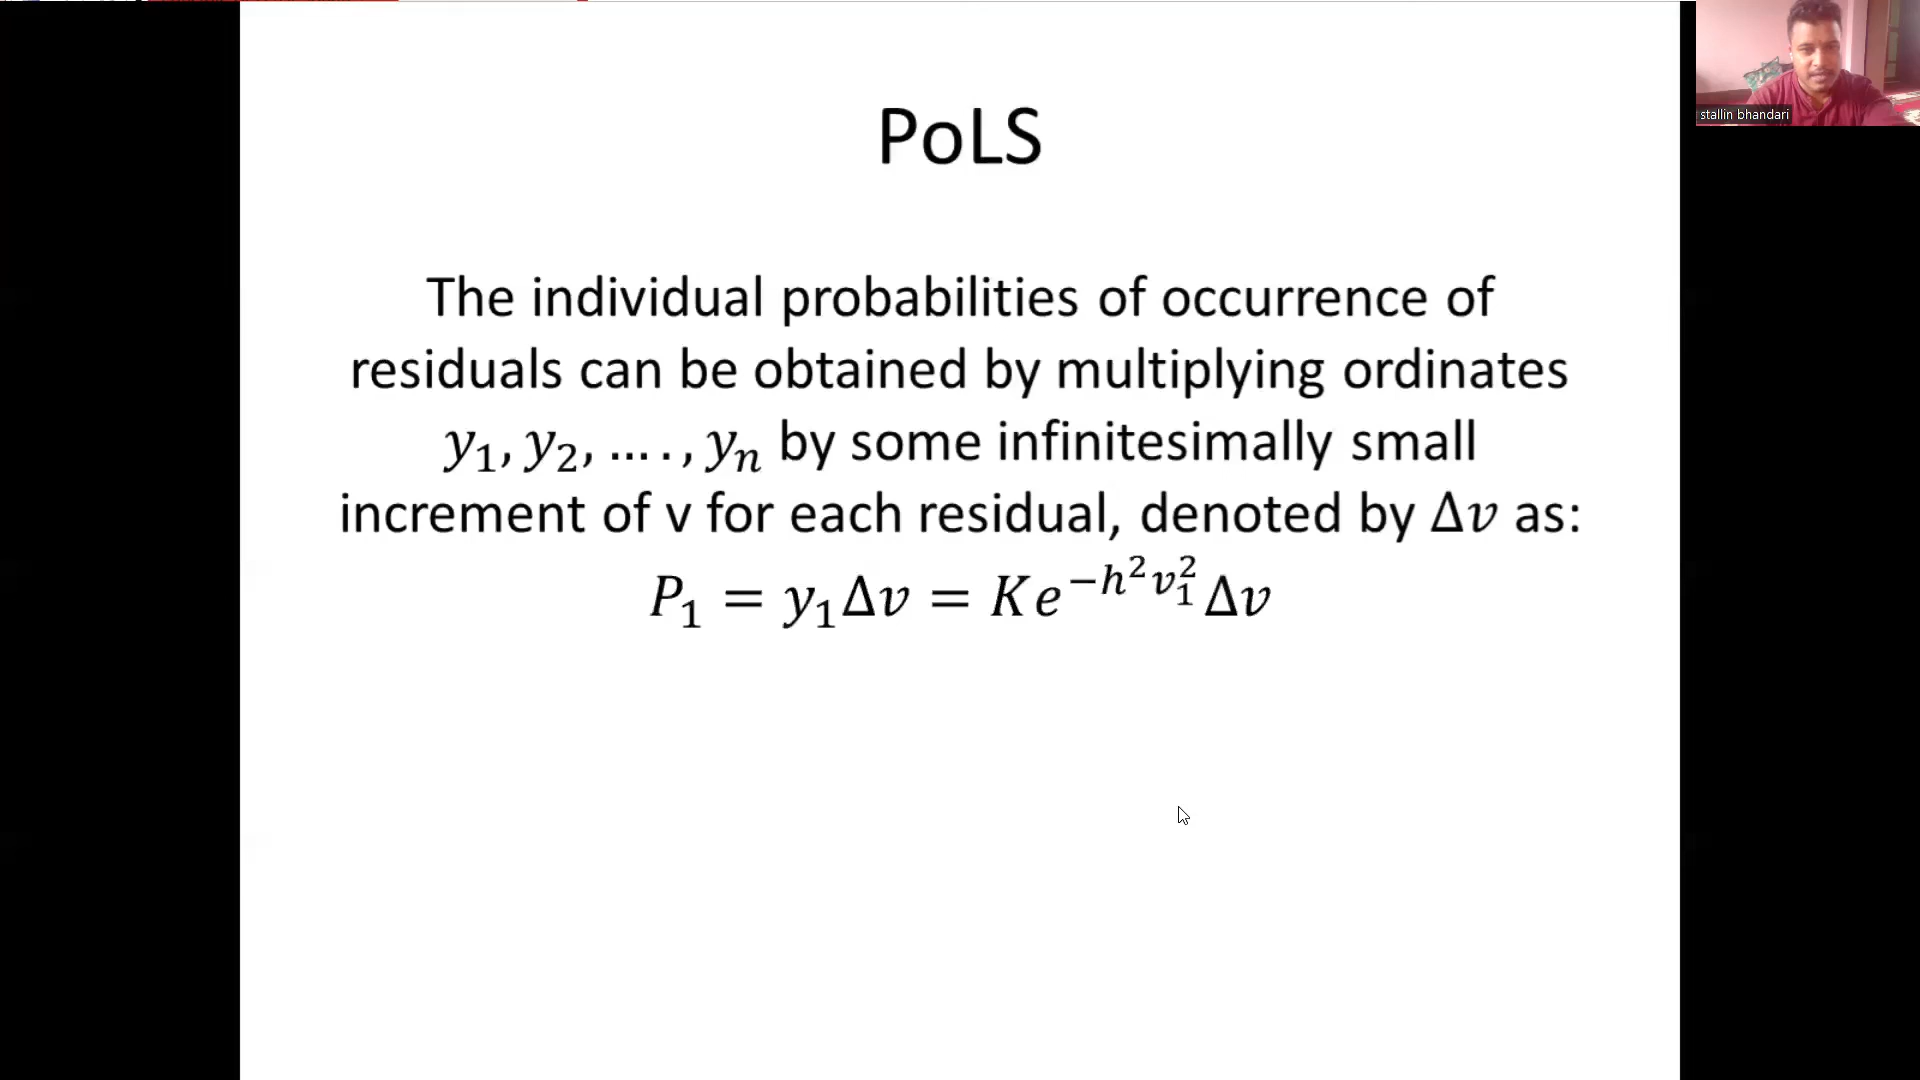 PoLS
The individual probabilities of occurrence of
residuals can be obtained by multiplying ordinates
𝑦₁, 𝑦₂, … . , 𝑦ₙ by some infinitesimally small
increment of v for each residual, denoted by Δ𝑣 as:
𝑃₁ = 𝑦₁Δ𝑣 = 𝐾𝑒^{−ℎ²𝑣₁²}Δ𝑣
stallin bhandari